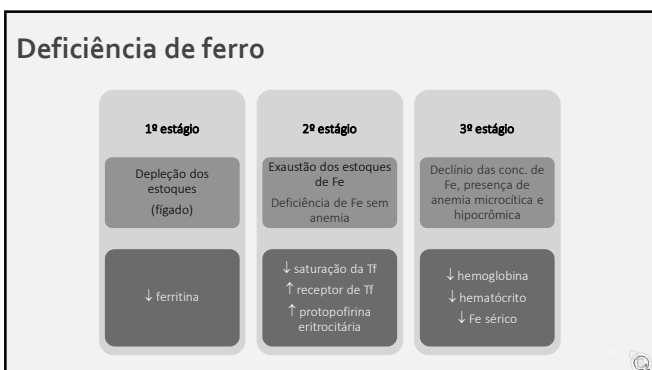 Deficiência de ferro
1º estágio
Depleção dos
estoques
(fígado)
↓ ferritina
2º estágio
Exaustão dos estoques
de Fe
Deficiência de Fe sem
anemia
↓ saturação da Tf
↑ receptor de Tf
↑ protopofirina
eritrocitária
3º estágio
Declínio das conc. de
Fe, presença de
anemia microcítica e
hipocrômica
↓ hemoglobina
↓ hematócrito
↓ Fe sérico